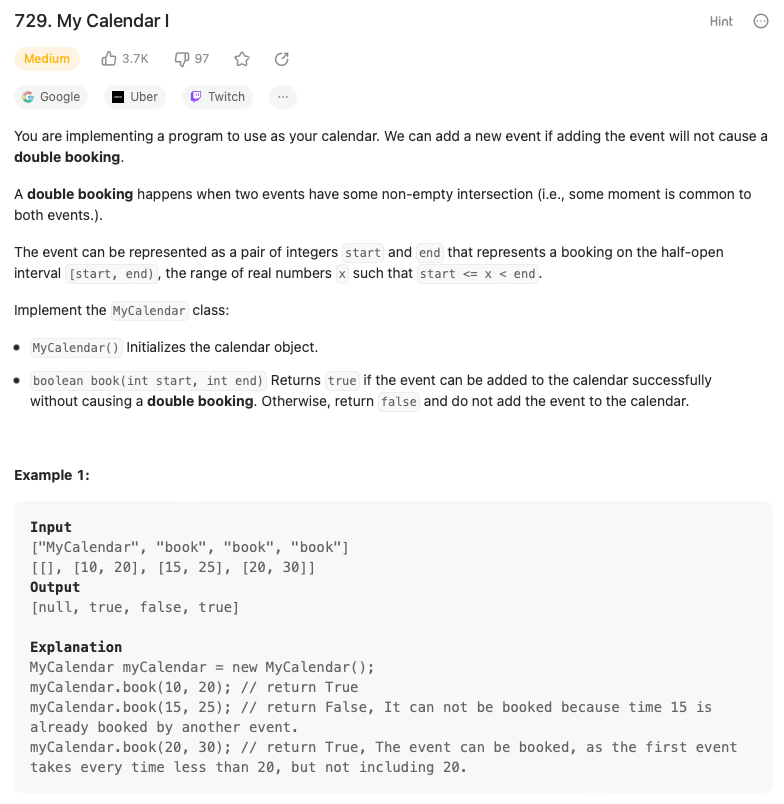 729. My Calendar I
Hint
Medium 3.7K 97
Google Uber Twitch ...
You are implementing a program to use as your calendar. We can add a new event if adding the event will not cause a
double booking.
A double booking happens when two events have some non-empty intersection (i.e., some moment is common to
both events.).
The event can be represented as a pair of integers start and end that represents a booking on the half-open
interval [start, end), the range of real numbers x such that start <= x < end.
Implement the MyCalendar class:
• MyCalendar() Initializes the calendar object.
• boolean book(int start, int end) Returns true if the event can be added to the calendar successfully
without causing a double booking. Otherwise, return false and do not add the event to the calendar.
Example 1:
Input
["MyCalendar", "book", "book", "book"]
[[], [10, 20], [15, 25], [20, 30]]
Output
[null, true, false, true]
Explanation
MyCalendar myCalendar = new MyCalendar();
myCalendar.book(10, 20); // return True
myCalendar.book(15, 25); // return False, It can not be booked because time 15 is
already booked by another event.
myCalendar.book(20, 30); // return True, The event can be booked, as the first event
takes every time less than 20, but not including 20.